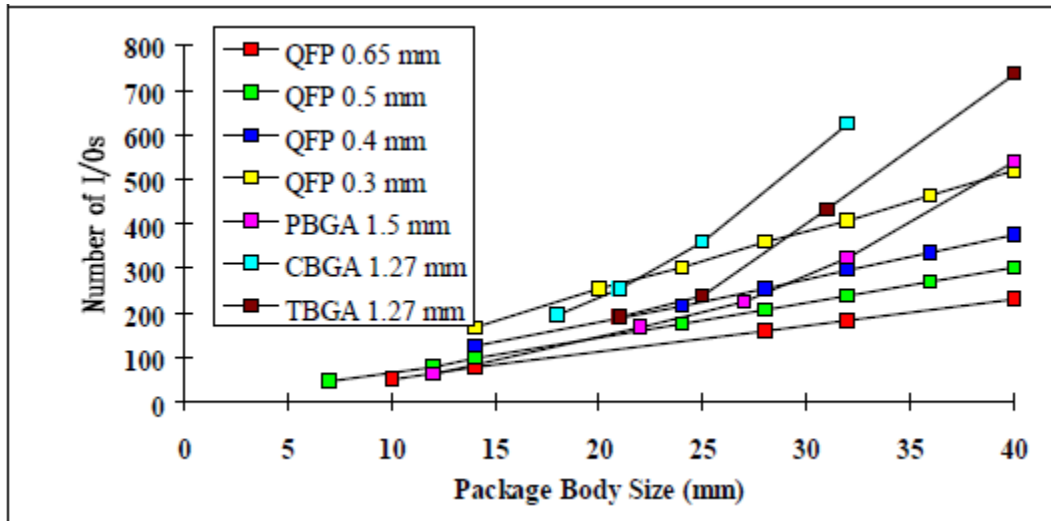 800
700
600
500
400
300
200
100
0
Number of I/0s
QFP 0.65 mm
QFP 0.5 mm
QFP 0.4 mm
QFP 0.3 mm
PBGA 1.5 mm
CBGA 1.27 mm
TBGA 1.27 mm
0 5 10 15 20 25 30 35 40
Package Body Size (mm)